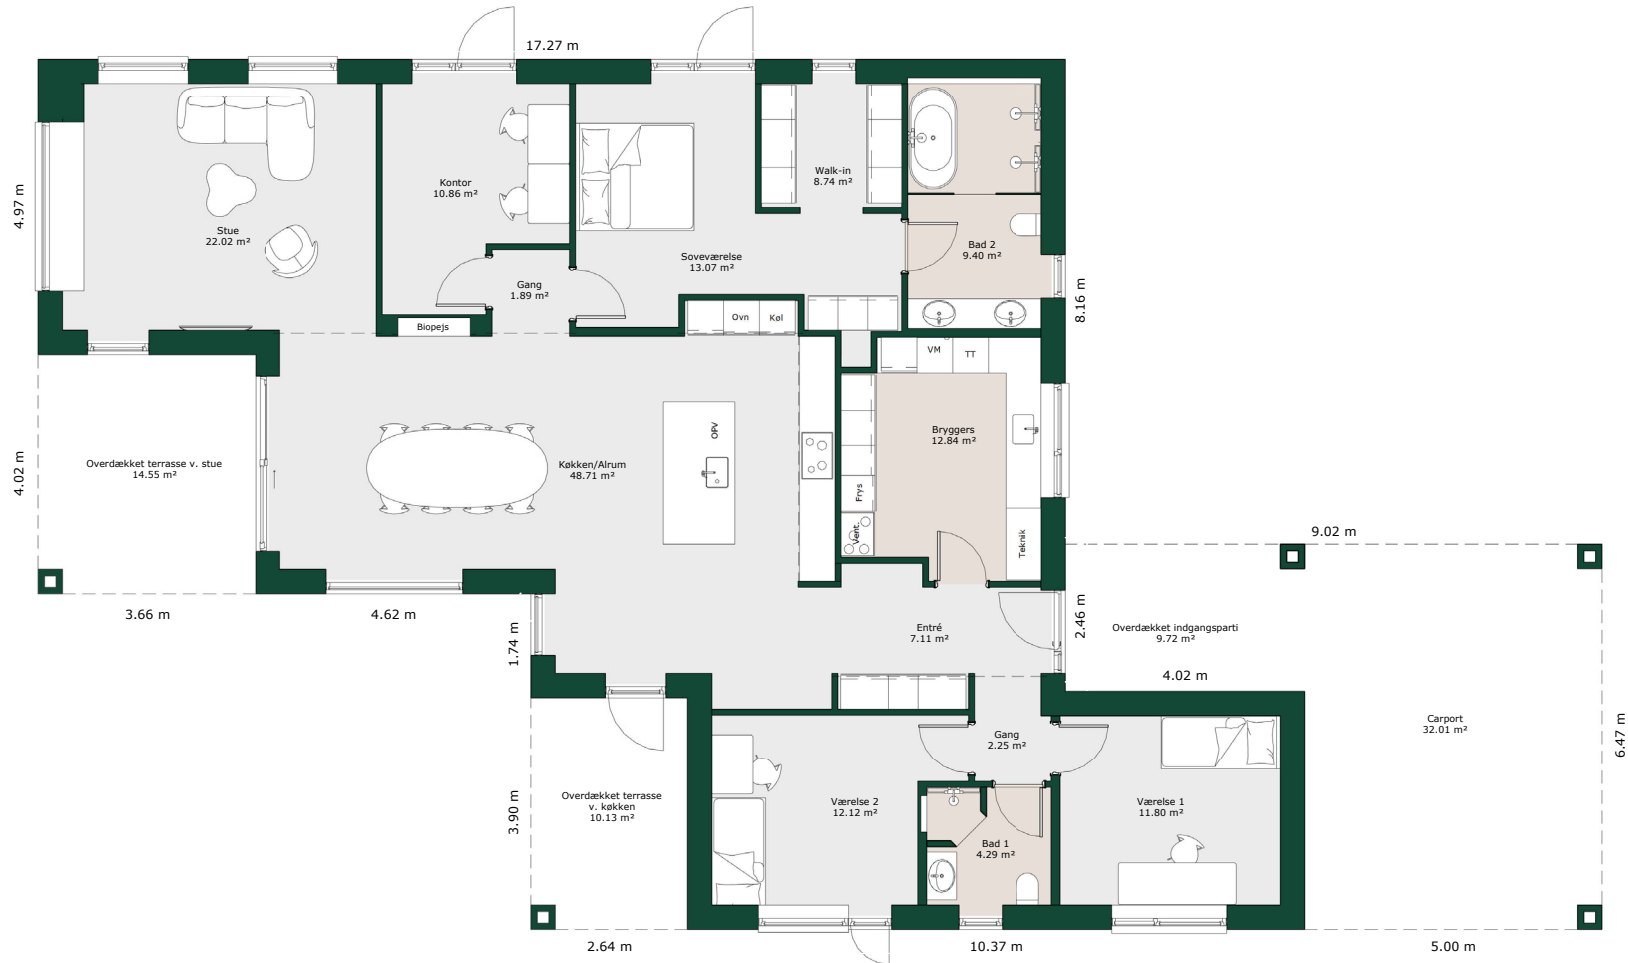 17.27 m
4.97 m
Stue
22.02 m²
Kontor
10.86 m²
Gang
1.89 m²
Biopejs
Soveværelse
13.07 m²
Walk-in
8.74 m²
Bad 2
9.40 m²
8.16 m
Ovn
Køl
VM
TT
Bryggers
12.84 m²
Frys
Vent.
Teknik
OPV
Køkken/Alrum
48.71 m²
Overdækket terrasse v. stue
14.55 m²
4.02 m
3.66 m
4.62 m
1.74 m
Entré
7.11 m²
2.46 m
9.02 m
Overdækket indgangsparti
9.72 m²
4.02 m
Carport
32.01 m²
6.47 m
Gang
2.25 m²
Overdækket terrasse
v. køkken
10.13 m²
3.90 m
Værelse 2
12.12 m²
Bad 1
4.29 m²
Værelse 1
11.80 m²
2.64 m
10.37 m
5.00 m